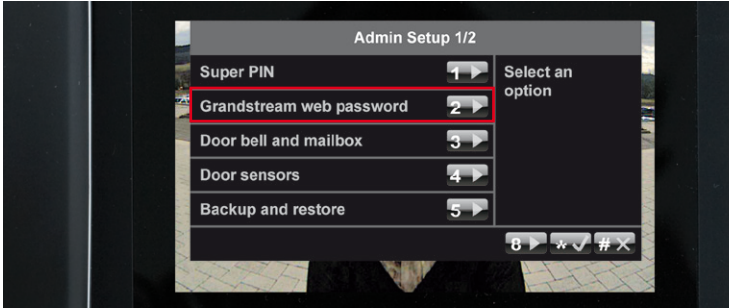 Admin Setup 1/2
Super PIN 1
Select an
option
Grandstream web password 2
Door bell and mailbox 3
Door sensors 4
Backup and restore 5
8 * #